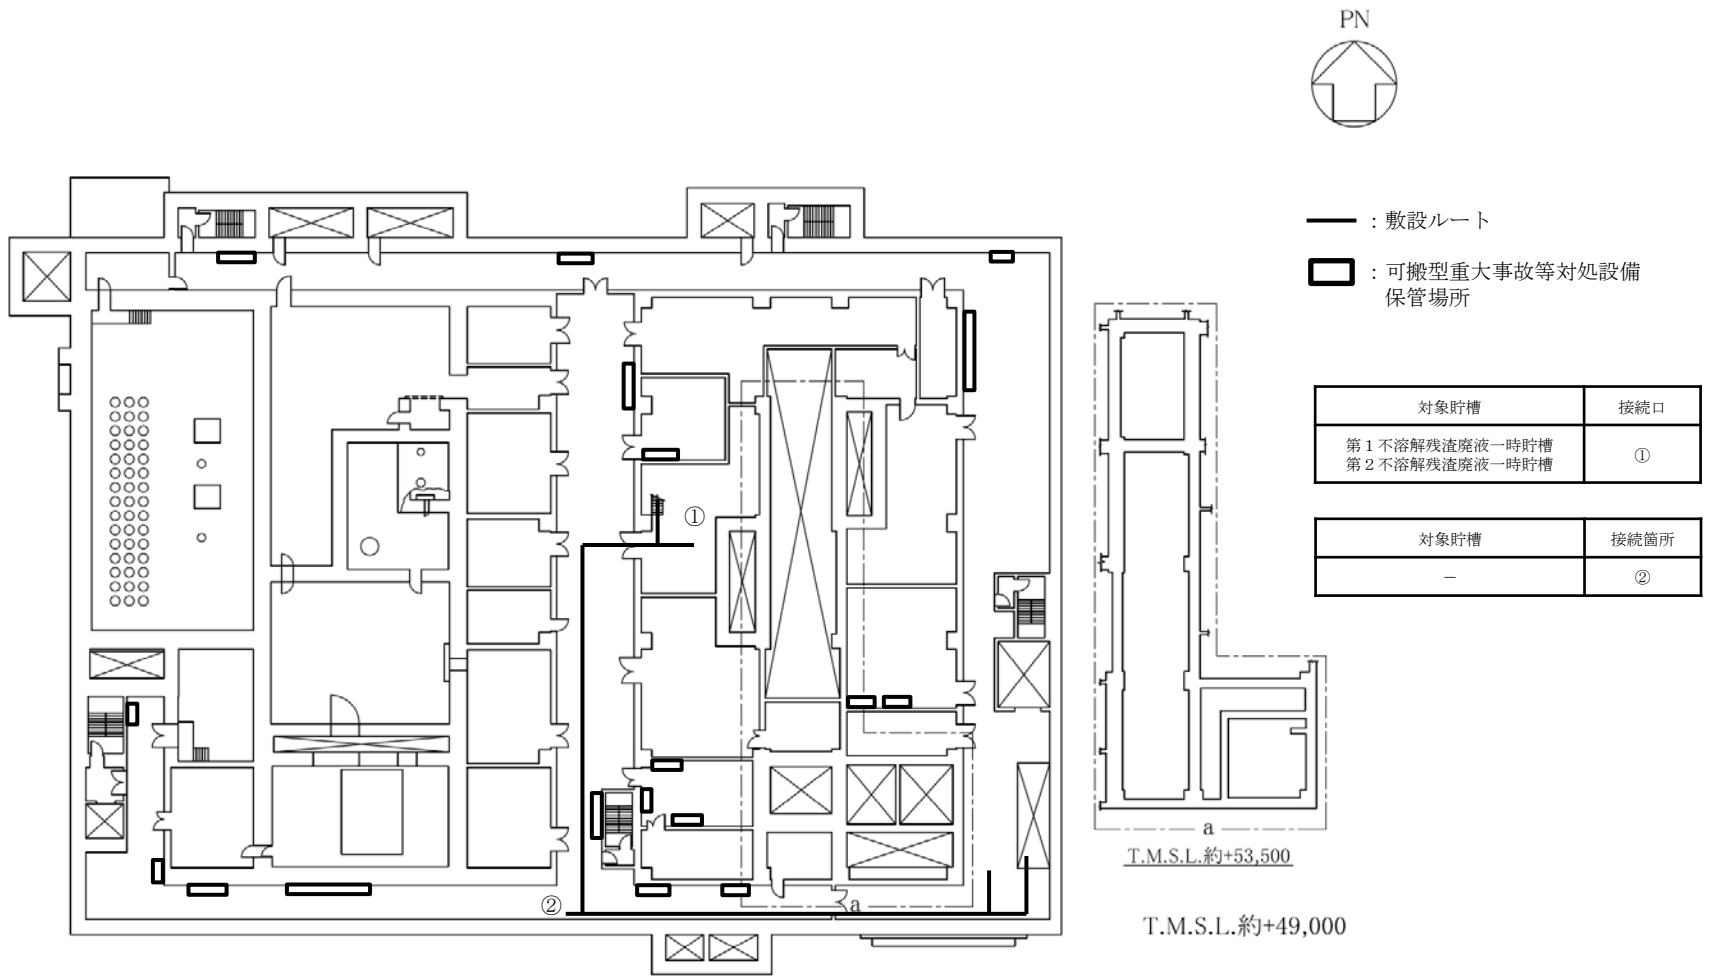 PN
：敷設ルート
：可搬型重大事故等対処設備
保管場所
対象貯槽 接続口
第１不溶解残渣廃液一時貯槽
第２不溶解残渣廃液一時貯槽
①
対象貯槽 接続箇所
－ ②
①
②
a
a
T.M.S.L.約+53,500
T.M.S.L.約+49,000